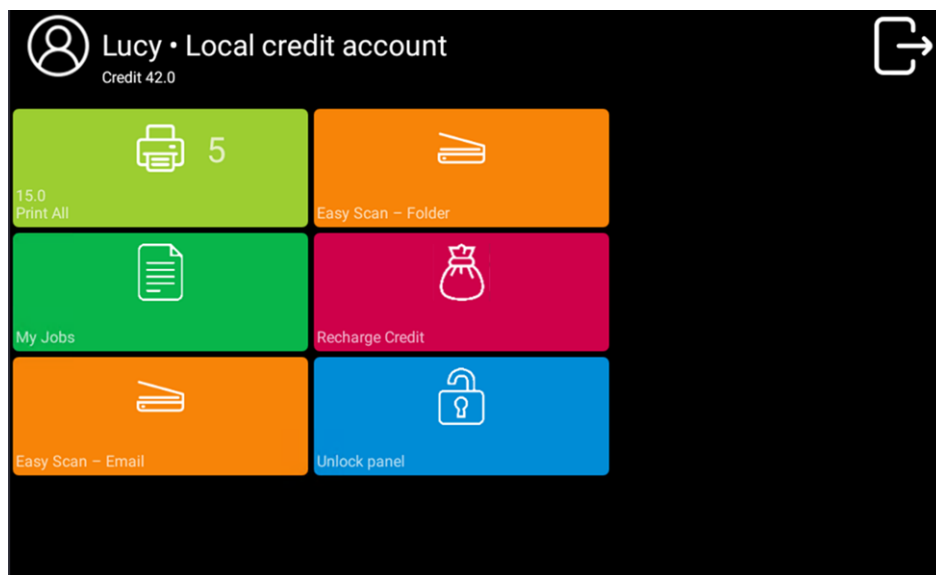 Lucy • Local credit account
Credit 42.0
5
15.0
Print All
Easy Scan – Folder
My Jobs
Recharge Credit
Easy Scan – Email
Unlock panel